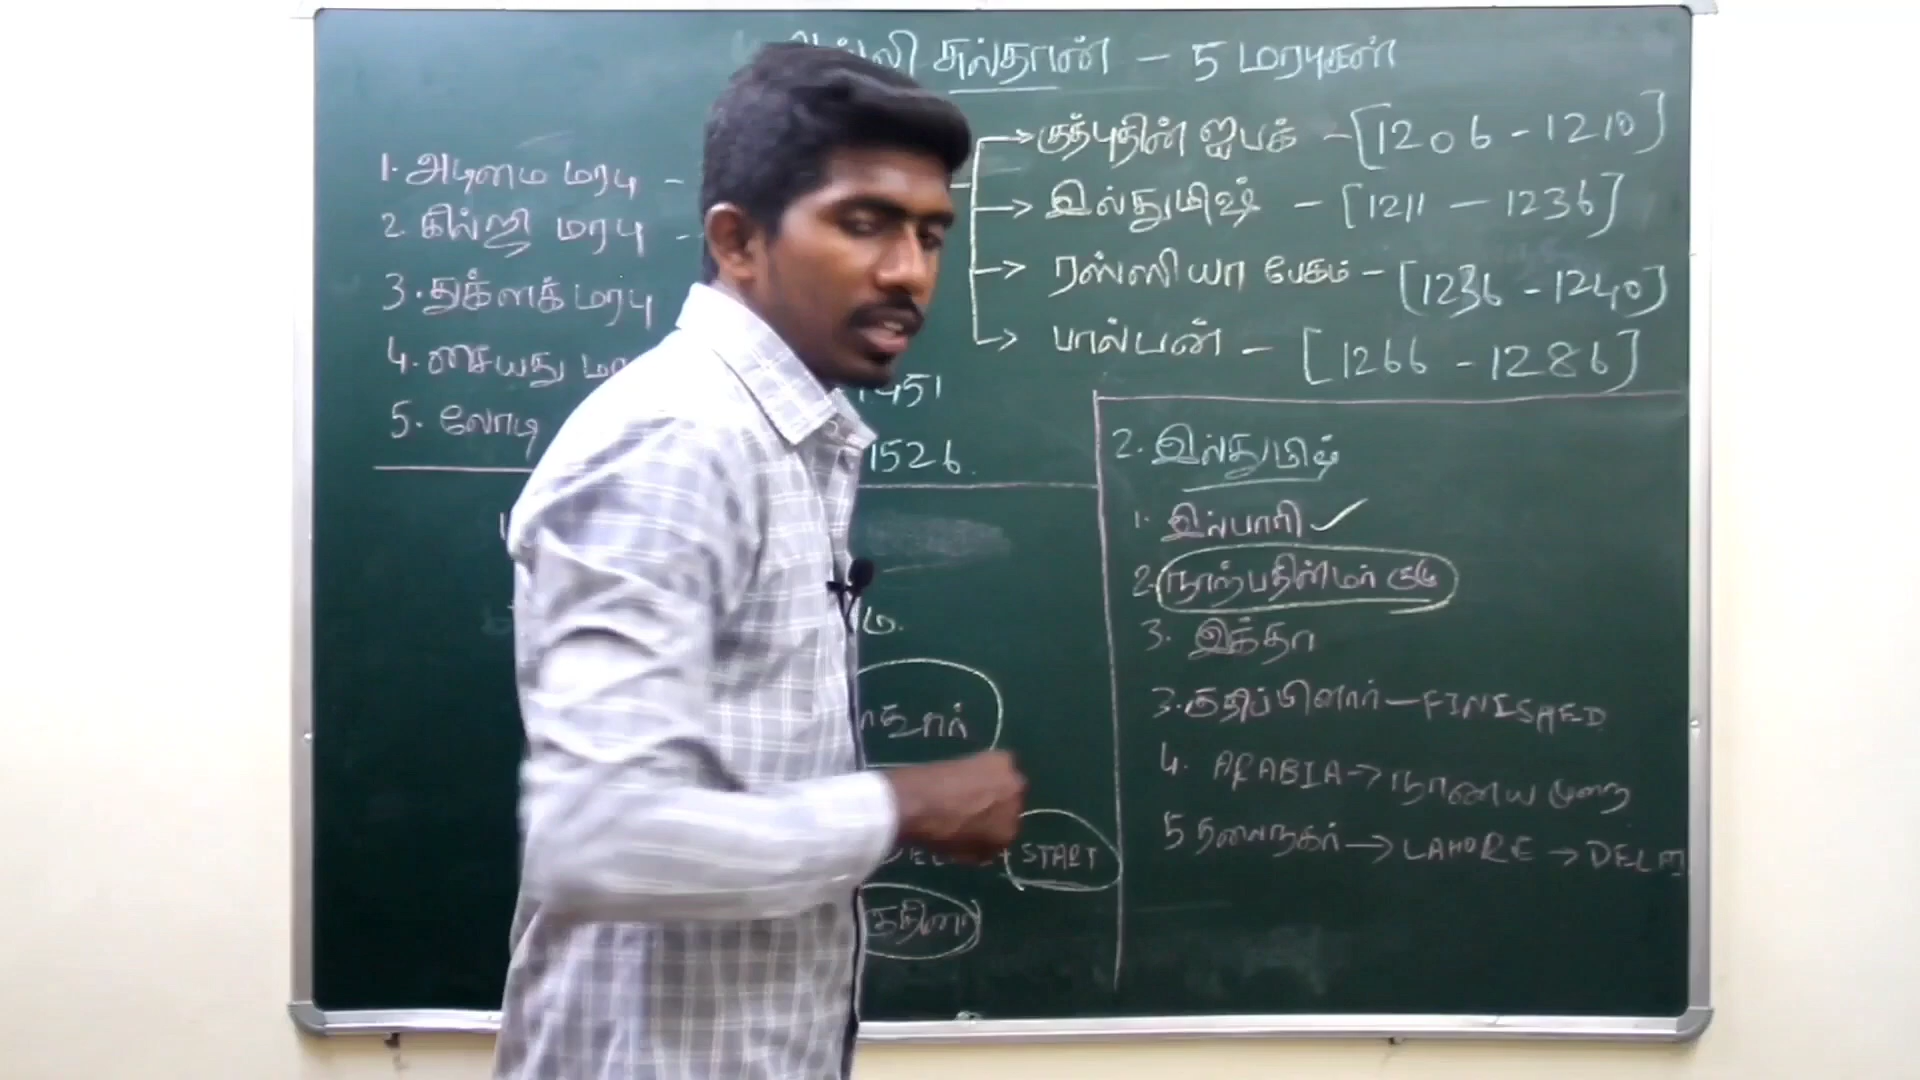 சுல்தான் – 5 மரபுகள்
1. அடிமை மரபு –
2. கில்ஜி மரபு –
3. துக்ளக் மரபு
4. சையது
5. லோடி
1451
1526.
→ குத்புதின் ஐபக் – [1206 – 1210]
→ இல்துமிஷ் – [1211 – 1236]
→ ரஸ்ஸியா பேகம் – [1236 – 1240]
→ பால்பன் – [1266 – 1286]
START
2. இல்துமிஷ்
1. இல்பாரி ✓
2. நாற்பதின்மர் குழு
3. இக்தா
3. குதிப்மினார் – FINISHED
4. ARABIA → நாணய முறை
5 தலைநகர் → LAHORE → DELHI